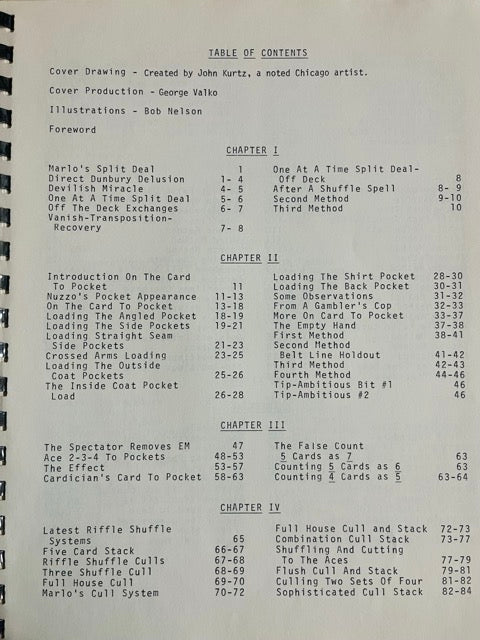 TABLE OF CONTENTS
Cover Drawing - Created by John Kurtz, a noted Chicago artist.
Cover Production - George Valko
Illustrations - Bob Nelson
Foreword
CHAPTER I
Marlo's Split Deal 1
Direct Dunbury Delusion 1- 4
Devilish Miracle 4- 5
One At A Time Split Deal 5- 6
Off The Deck Exchanges 6- 7
Vanish-Transposition-
Recovery 7- 8
One At A Time Split Deal-
Off Deck 8
After A Shuffle Spell 8- 9
Second Method 9-10
Third Method 10
CHAPTER II
Introduction On The Card
To Pocket 11
Nuzzo's Pocket Appearance 11-13
On The Card To Pocket 13-18
Loading The Angled Pocket 18-19
Loading The Side Pockets 19-21
Loading Straight Seam
Side Pockets 21-23
Crossed Arms Loading 23-25
Loading The Outside
Coat Pockets 25-26
The Inside Coat Pocket
Load 26-28
Loading The Shirt Pocket 28-30
Loading The Back Pocket 30-31
Some Observations 31-32
From A Gambler's Cop 32-33
More On Card To Pocket 33-37
The Empty Hand 37-38
First Method 38-41
Second Method
Belt Line Holdout 41-42
Third Method 42-43
Fourth Method 44-46
Tip-Ambitious Bit #1 46
Tip-Ambitious #2 46
CHAPTER III
The Spectator Removes EM 47
Ace 2-3-4 To Pockets 48-53
The Effect 53-57
Cardician's Card To Pocket 58-63
The False Count
5 Cards as 7 63
Counting 5 Cards as 6 63
Counting 4 Cards as 5 63-64
CHAPTER IV
Latest Riffle Shuffle
Systems 65
Five Card Stack 66-67
Riffle Shuffle Culls 67-68
Three Shuffle Cull 68-69
Full House Cull 69-70
Marlo's Cull System 70-72
Full House Cull and Stack 72-73
Combination Cull Stack 73-77
Shuffling And Cutting
To The Aces 77-79
Flush Cull And Stack 79-81
Culling Two Sets Of Four 81-82
Sophisticated Cull Stack 82-84